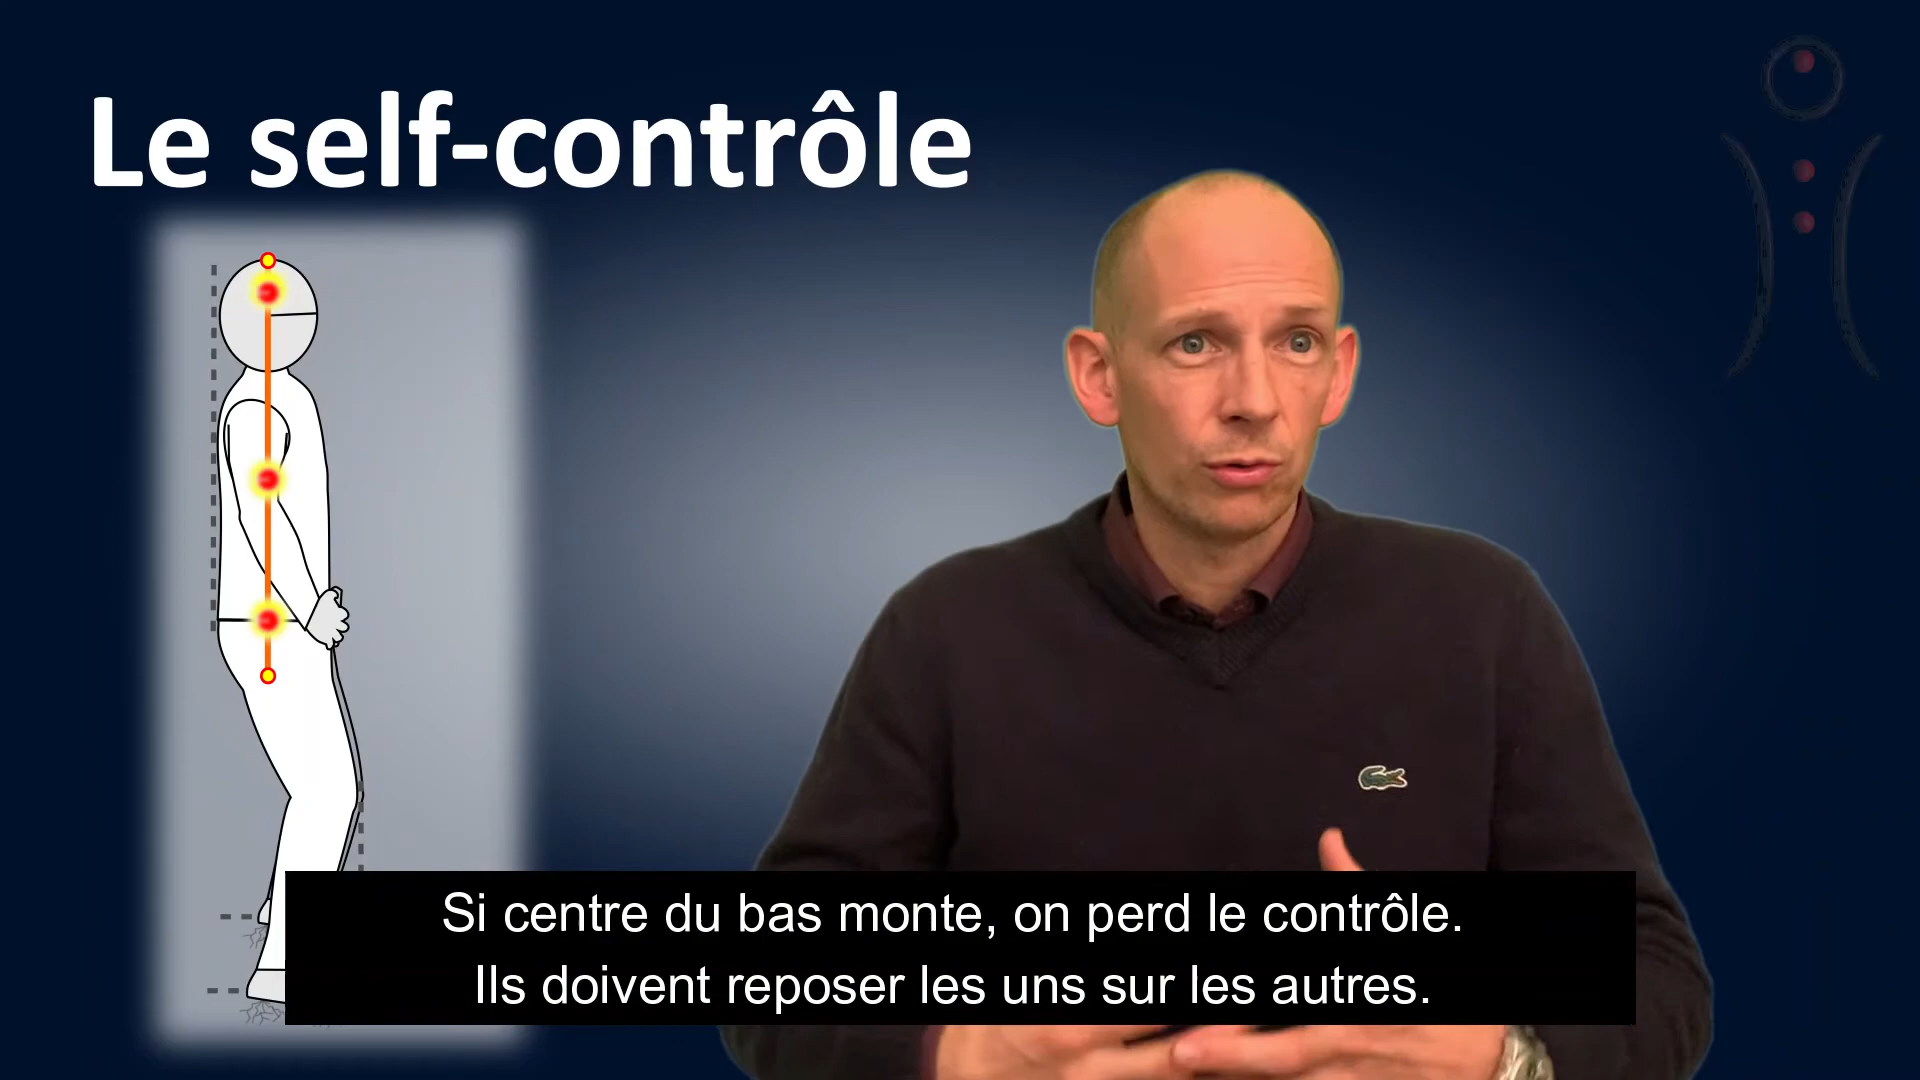 Le self-contrôle
Si centre du bas monte, on perd le contrôle.
Ils doivent reposer les uns sur les autres.